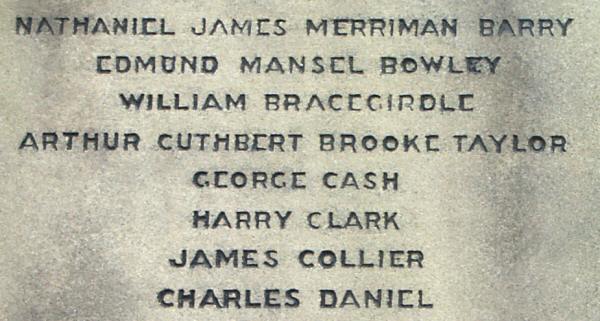 NATHANIEL JAMES MERRIMAN BARRY
EDMUND MANSEL BOWLEY
WILLIAM BRACEGIRDLE
ARTHUR CUTHBERT BROOKE TAYLOR
GEORGE CASH
HARRY CLARK
JAMES COLLIER
CHARLES DANIEL